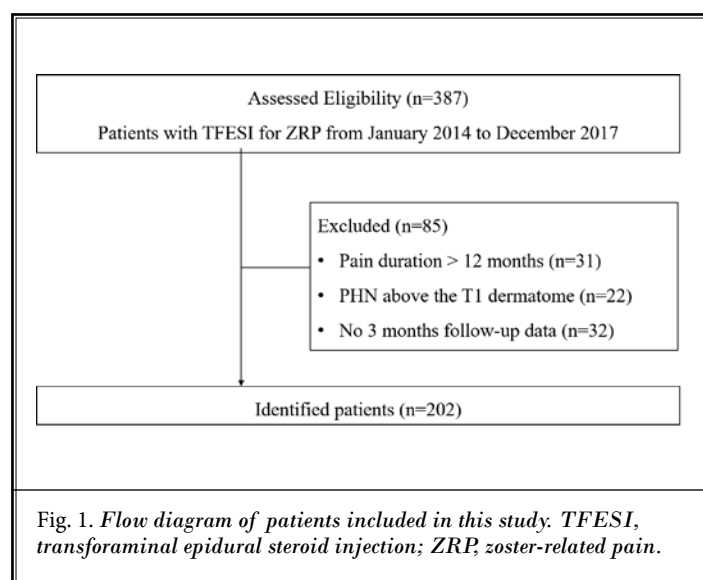 Assessed Eligibility (n=387)
Patients with TFESI for ZRP from January 2014 to December 2017
Excluded (n=85)
• Pain duration > 12 months (n=31)
• PHN above the T1 dermatome (n=22)
• No 3 months follow-up data (n=32)
Identified patients (n=202)
Fig. 1. Flow diagram of patients included in this study. TFESI,
transforaminal epidural steroid injection; ZRP, zoster-related pain.